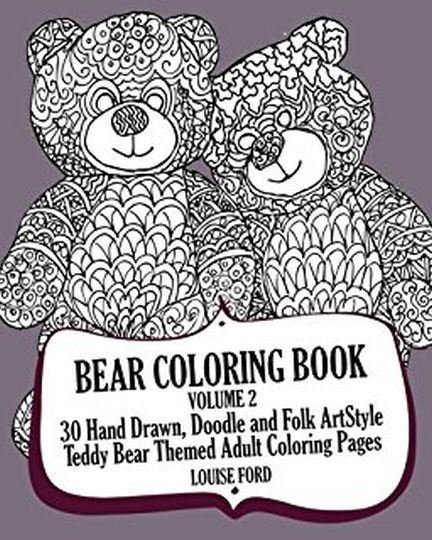 BEAR COLORING BOOK
VOLUME 2
30 Hand Drawn, Doodle and Folk ArtStyle
Teddy Bear Themed Adult Coloring Pages
LOUISE FORD